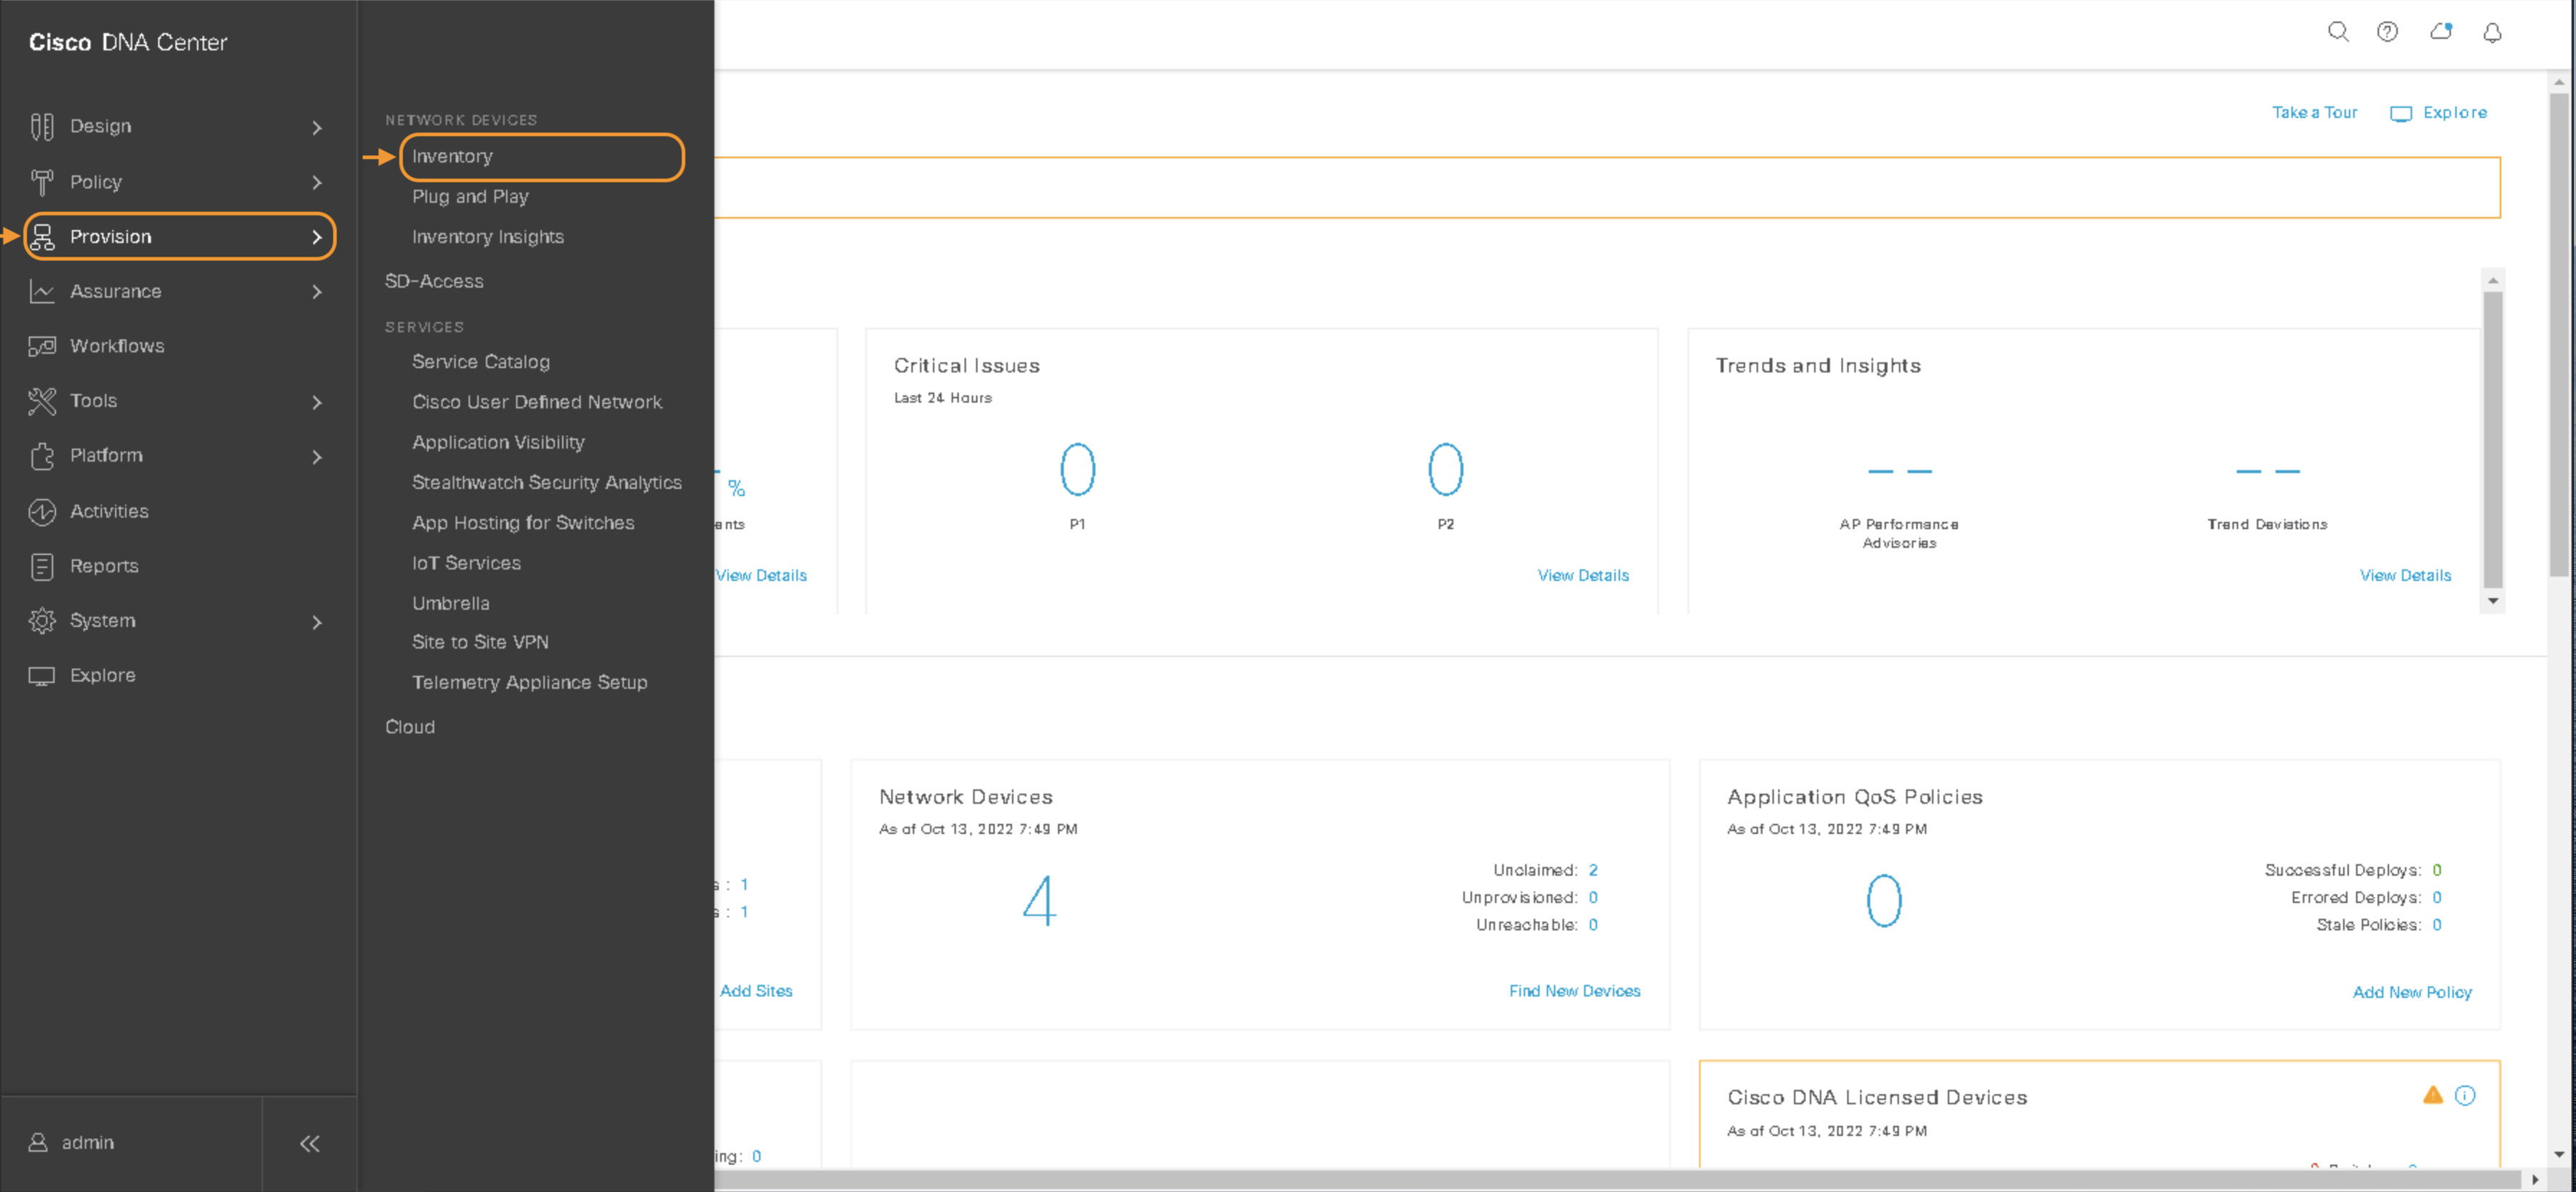 Cisco DNA Center
Design
Policy
Provision
Assurance
Workflows
Tools
Platform
Activities
Reports
System
Explore
admin
NETWORK DEVICES
Inventory
Plug and Play
Inventory Insights
SD-Access
SERVICES
Service Catalog
Cisco User Defined Network
Application Visibility
Stealthwatch Security Analytics
App Hosting for Switches
IoT Services
Umbrella
Site to Site VPN
Telemetry Appliance Setup
Cloud
Take a Tour
Explore
%
ents
View Details
Critical Issues
Last 24 Hours
0
0
P1
P2
View Details
Trends and Insights
-- --
AP Performance
Advisories
Trend Deviations
View Details
s: 1
s: 1
Add Sites
Network Devices
As of Oct 13, 2022 7:49 PM
4
Unclaimed: 2
Unprovisioned: 0
Unreachable: 0
Find New Devices
Application QoS Policies
As of Oct 13, 2022 7:49 PM
0
Successful Deploys: 0
Errored Deploys: 0
Stale Policies: 0
Add New Policy
ing: 0
Cisco DNA Licensed Devices
As of Oct 13, 2022 7:49 PM